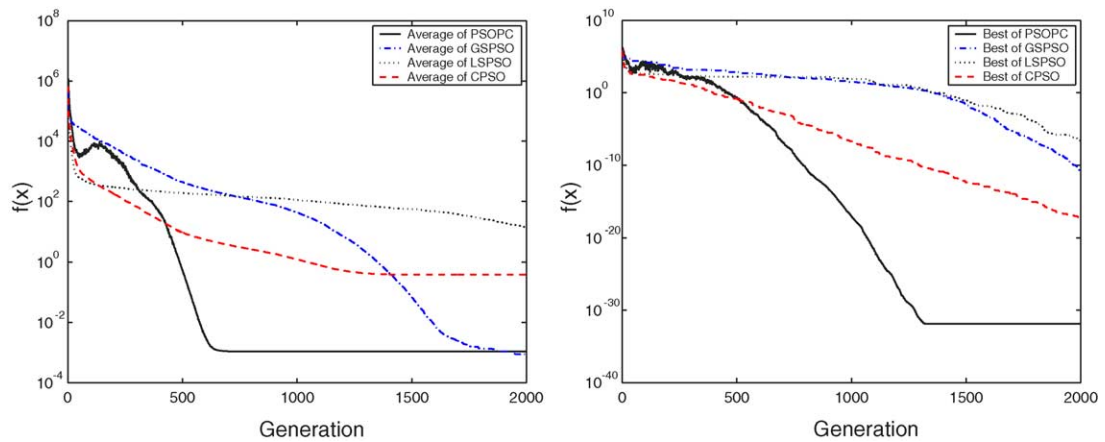 10^8
10^6
10^4
10^2
10^0
10^-2
10^-4
f(x)
0
500
1000
1500
2000
Generation
Average of PSOPC
Average of GSPSO
Average of LSPSO
Average of CPSO
10^10
10^0
10^-10
10^-20
10^-30
10^-40
f(x)
0
500
1000
1500
2000
Generation
Best of PSOPC
Best of GSPSO
Best of LSPSO
Best of CPSO